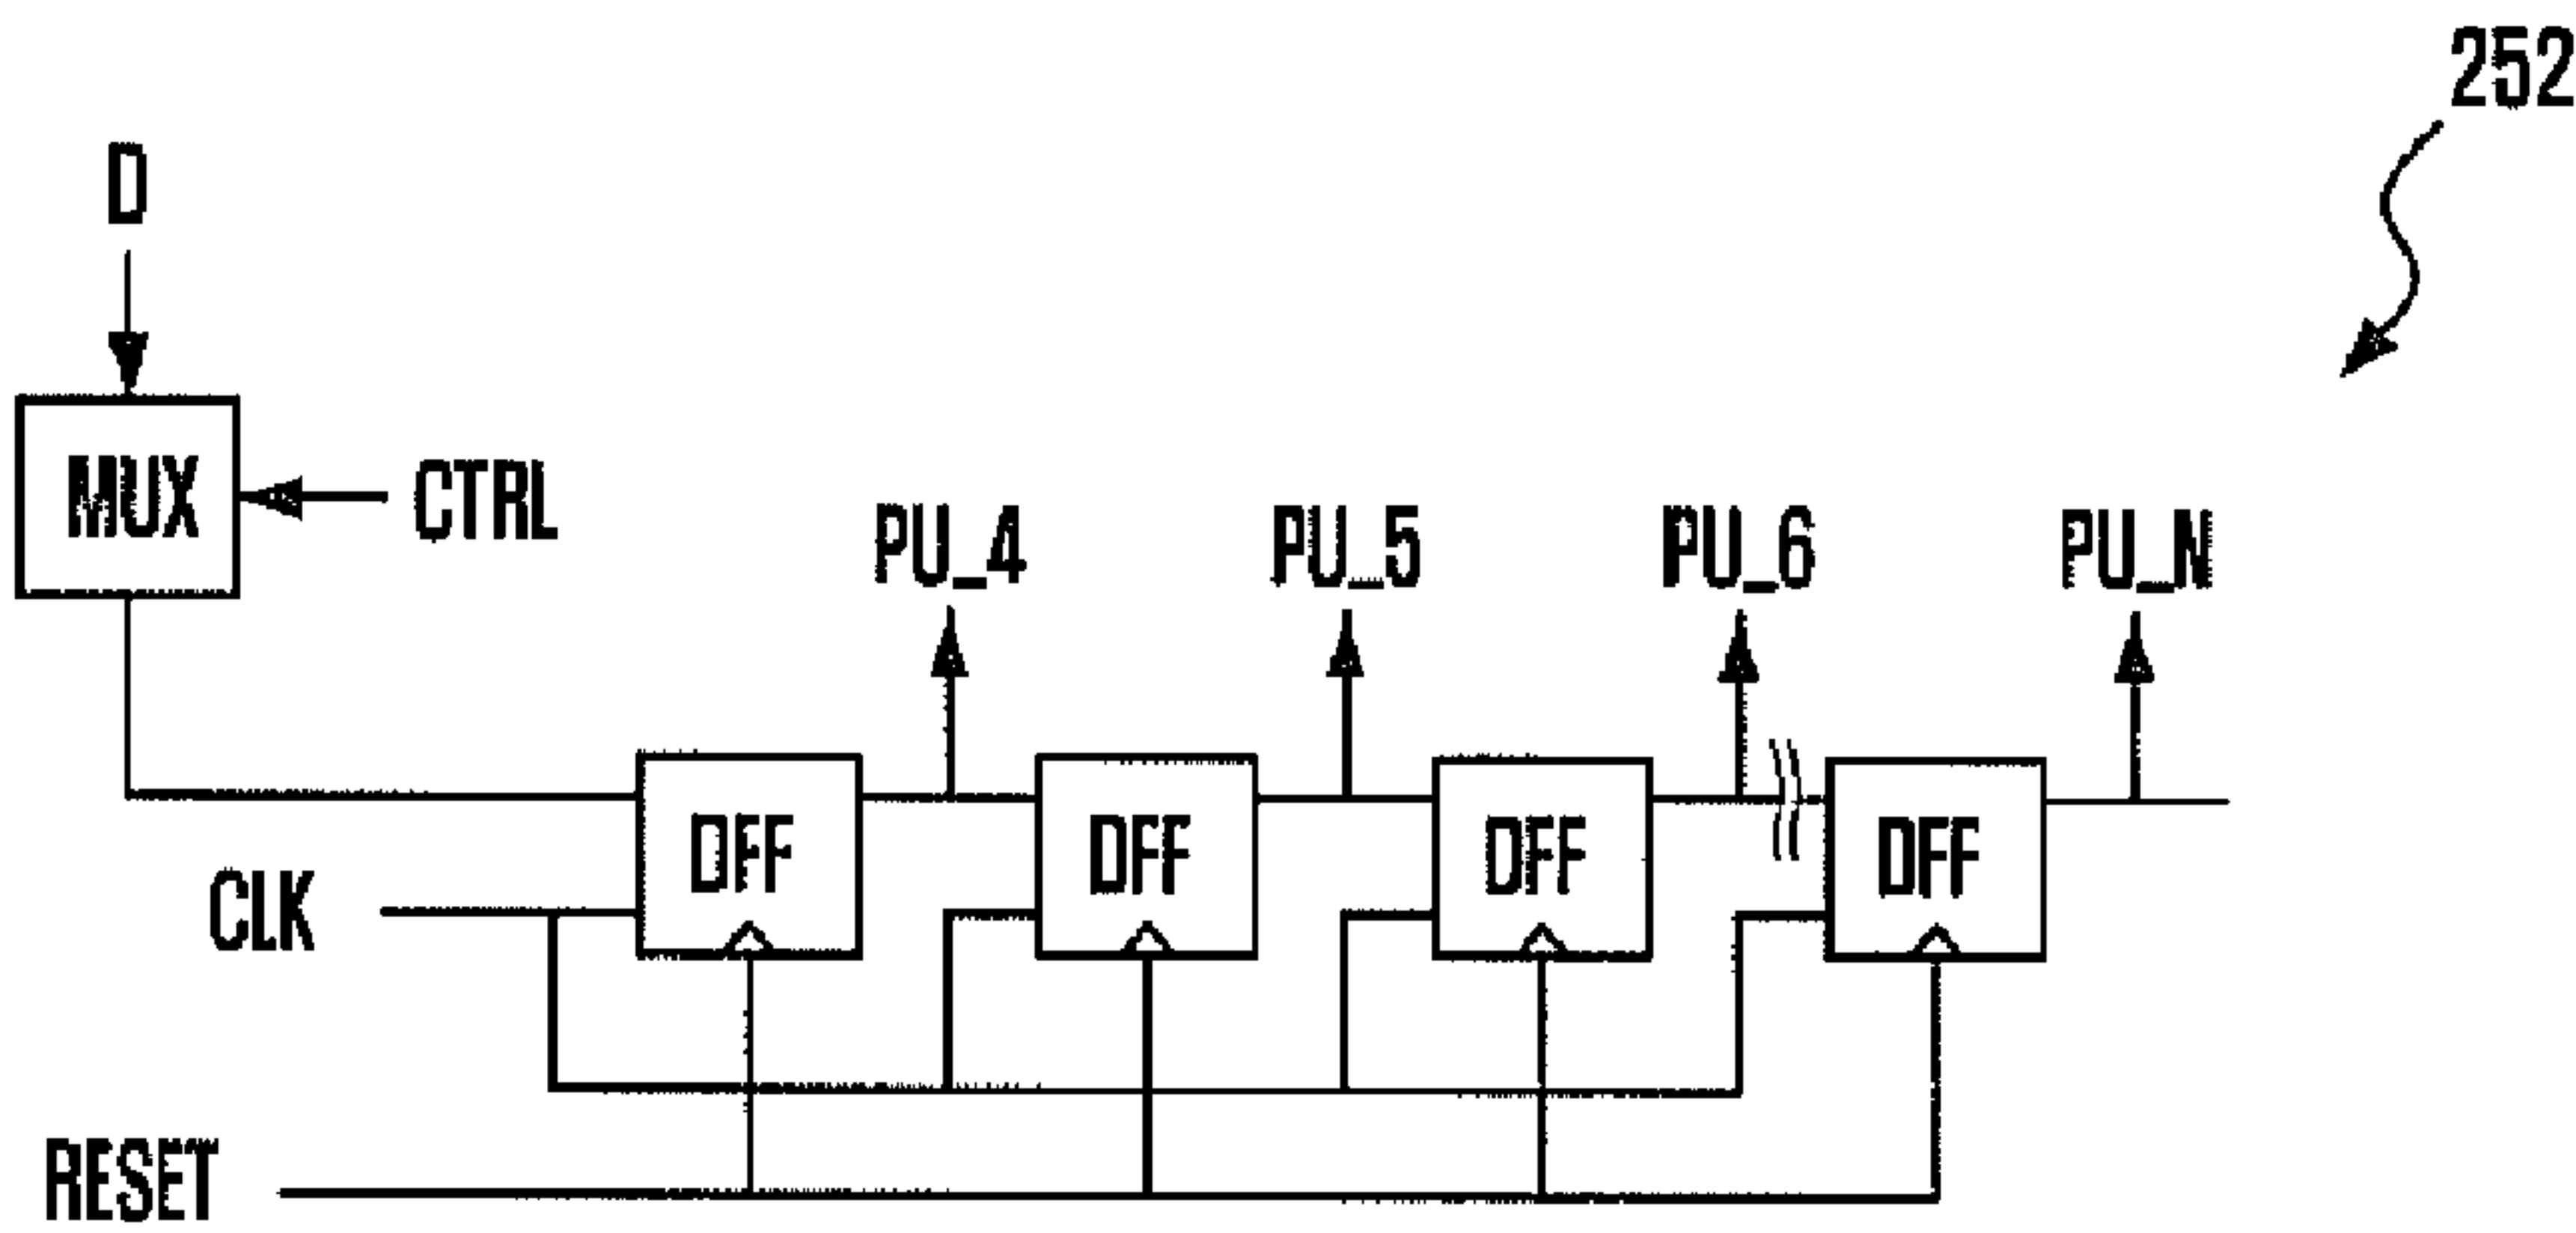 252
D
MUX
CTRL
PU_4
PU_5
PU_6
PU_N
DFF
DFF
DFF
DFF
CLK
RESET